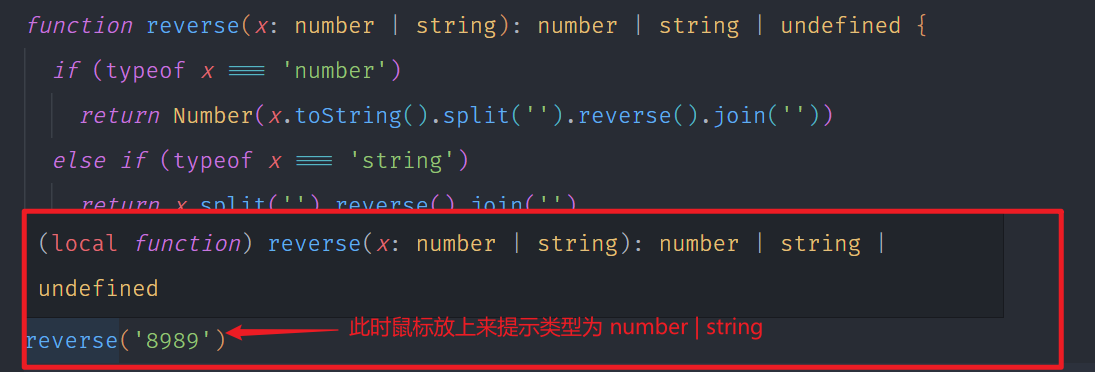 function reverse(x: number | string): number | string | undefined {
if (typeof x === 'number')
return Number(x.toString().split('').reverse().join(''))
else if (typeof x === 'string')
return x.split('').reverse().join('')
(local function) reverse(x: number | string): number | string |
undefined
reverse('8989')
此时鼠标放上来提示类型为 number | string